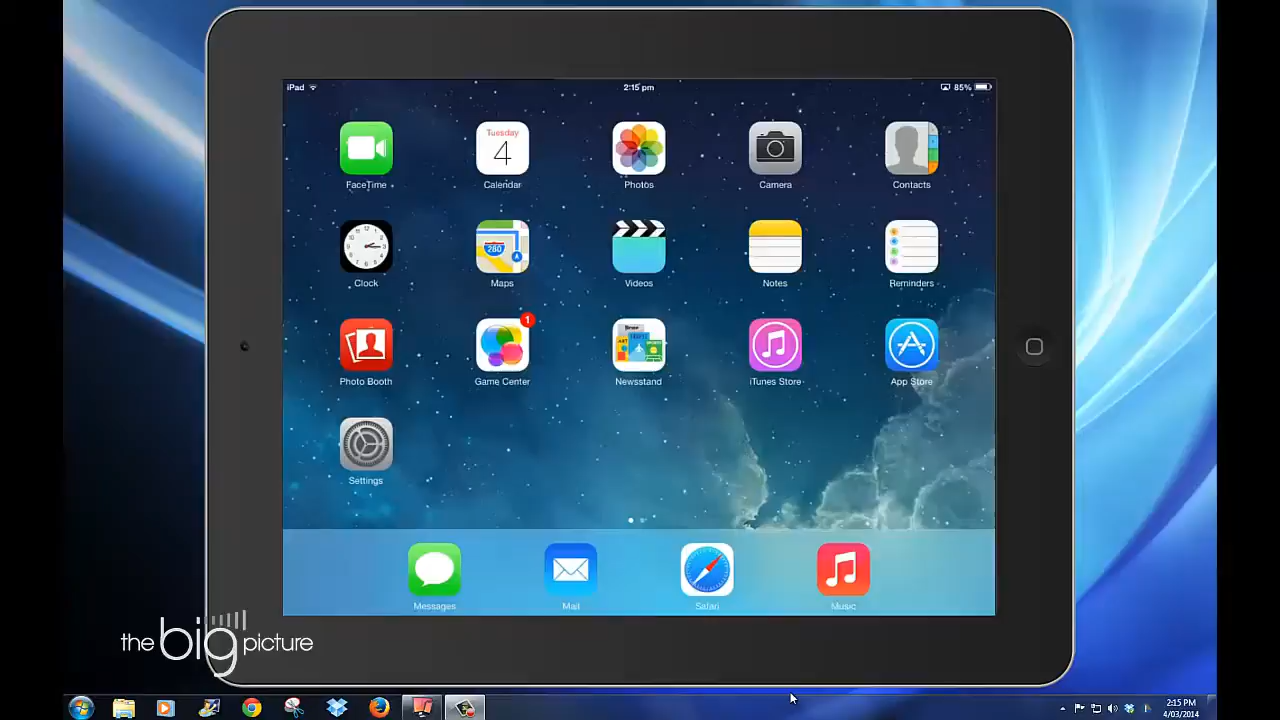 iPad 2:15 pm 85%
Tuesday
4
FaceTime Calendar Photos Camera Contacts
280
Clock Maps Videos Notes Reminders
1
Photo Booth Game Center Newsstand iTunes Store App Store
Settings
Messages Mail Safari Music
the big picture
2:15 PM
4/03/2014